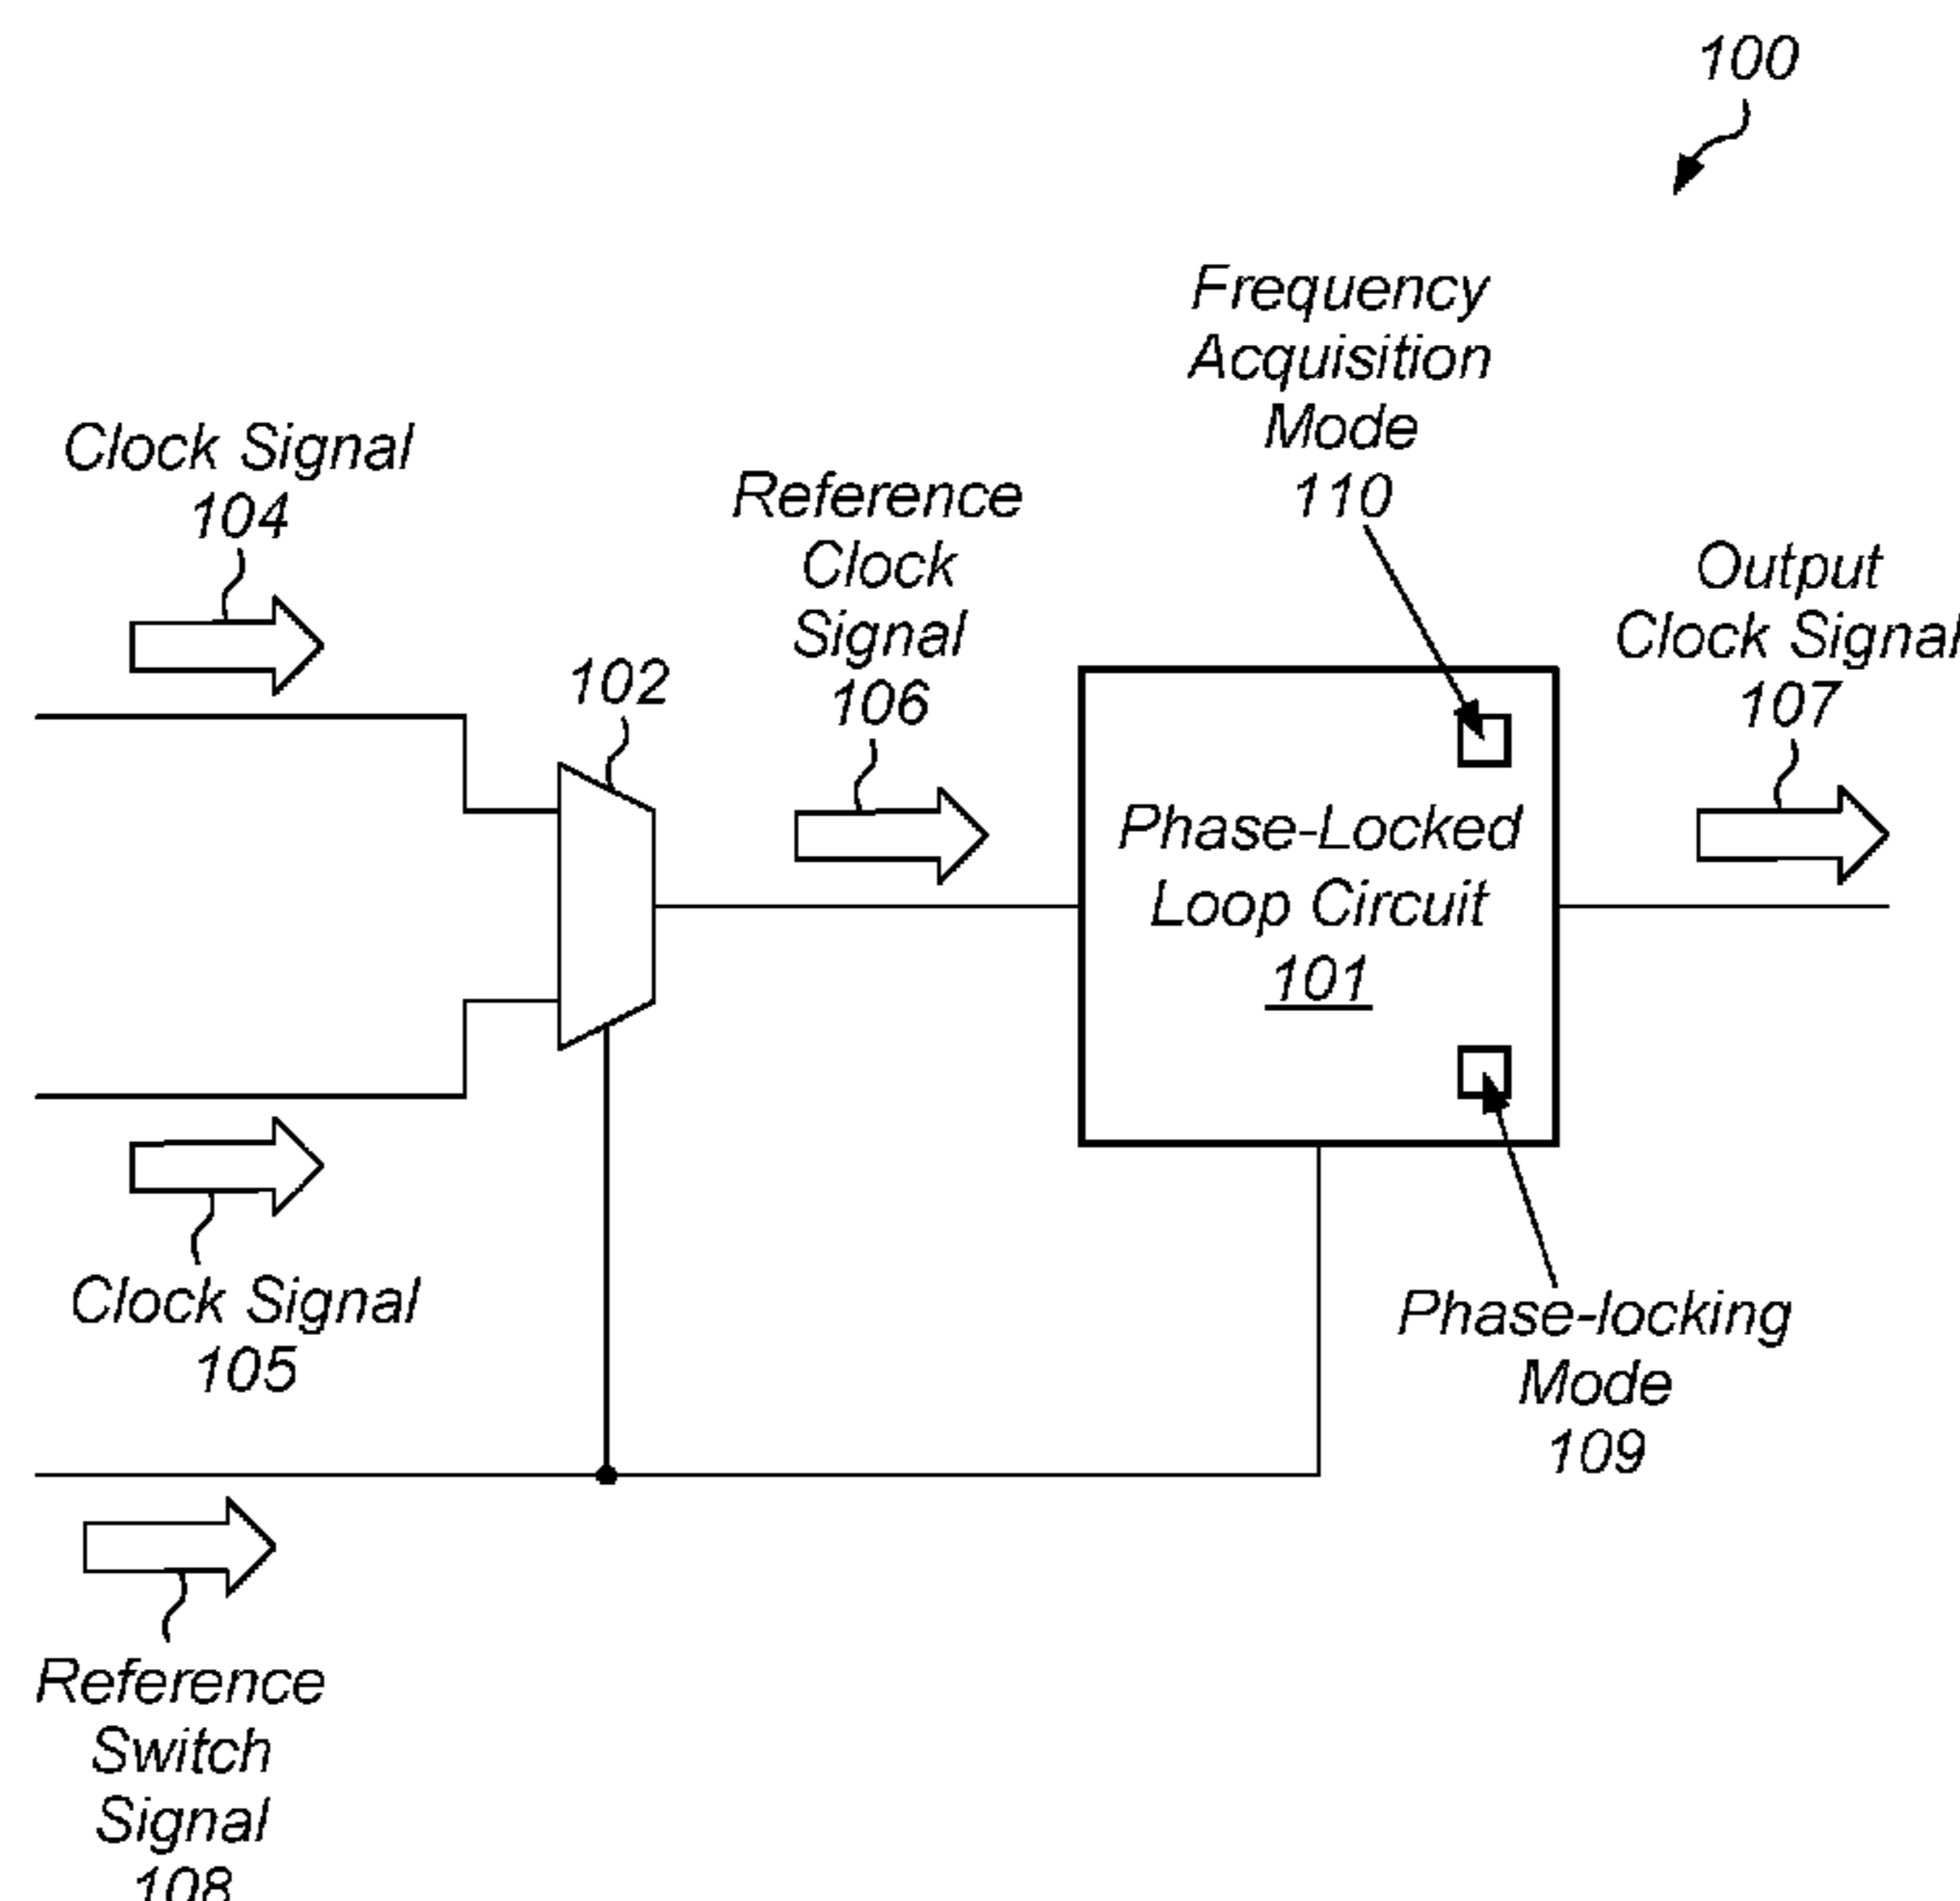 100
Frequency
Acquisition
Mode
110
Clock Signal
104
Reference
Clock
Signal
106
Output
Clock Signal
107
102
Phase-Locked
Loop Circuit
101
Clock Signal
105
Phase-locking
Mode
109
Reference
Switch
Signal
108